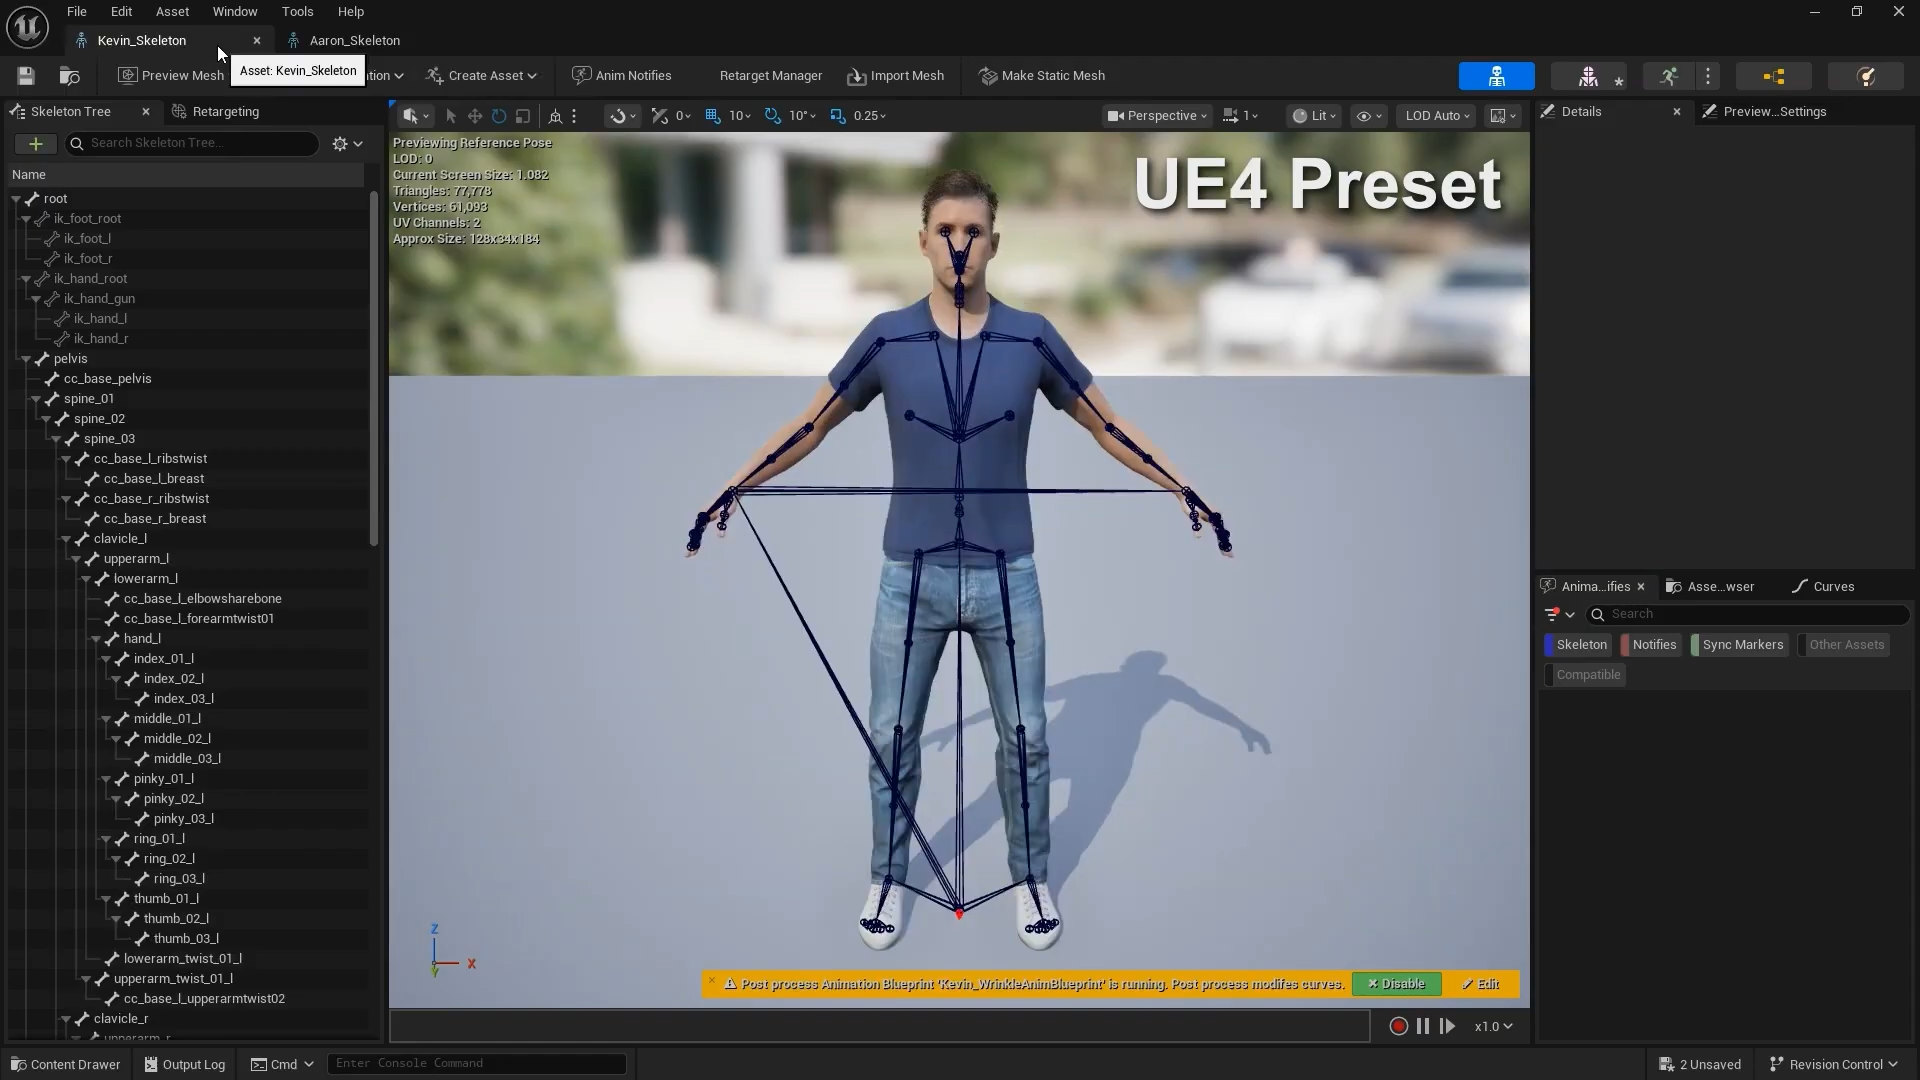 File Edit Asset Window Tools Help
Kevin_Skeleton Aaron_Skeleton
Preview Mesh Asset: Kevin_Skeleton tion Create Asset Anim Notifies Retarget Manager Import Mesh Make Static Mesh
Skeleton Tree Retargeting
0 10 10° 0.25 Perspective 1 Lit LOD Auto
Details Preview...Settings
Search Skeleton Tree...
Name
root
ik_foot_root
ik_foot_l
ik_foot_r
ik_hand_root
ik_hand_gun
ik_hand_l
ik_hand_r
pelvis
cc_base_pelvis
spine_01
spine_02
spine_03
cc_base_l_ribstwist
cc_base_l_breast
cc_base_r_ribstwist
cc_base_r_breast
clavicle_l
upperarm_l
lowerarm_l
cc_base_l_elbowsharebone
cc_base_l_forearmtwist01
hand_l
index_01_l
index_02_l
index_03_l
middle_01_l
middle_02_l
middle_03_l
pinky_01_l
pinky_02_l
pinky_03_l
ring_01_l
ring_02_l
ring_03_l
thumb_01_l
thumb_02_l
thumb_03_l
lowerarm_twist_01_l
upperarm_twist_01_l
cc_base_l_upperarmtwist02
clavicle_r
upperarm_r
Previewing Reference Pose
LOD: 0
Current Screen Size: 1.082
Triangles: 77,778
Vertices: 61,093
UV Channels: 2
Approx Size: 128x34x184
UE4 Preset
Z
X
Y
Post process Animation Blueprint 'Kevin_WrinkleAnimBlueprint' is running. Post process modifes curves. Disable Edit
x1.0
Anima...ifies Asse...wser Curves
Search
Skeleton Notifies Sync Markers Other Assets
Compatible
Content Drawer Output Log Cmd Enter Console Command 2 Unsaved Revision Control